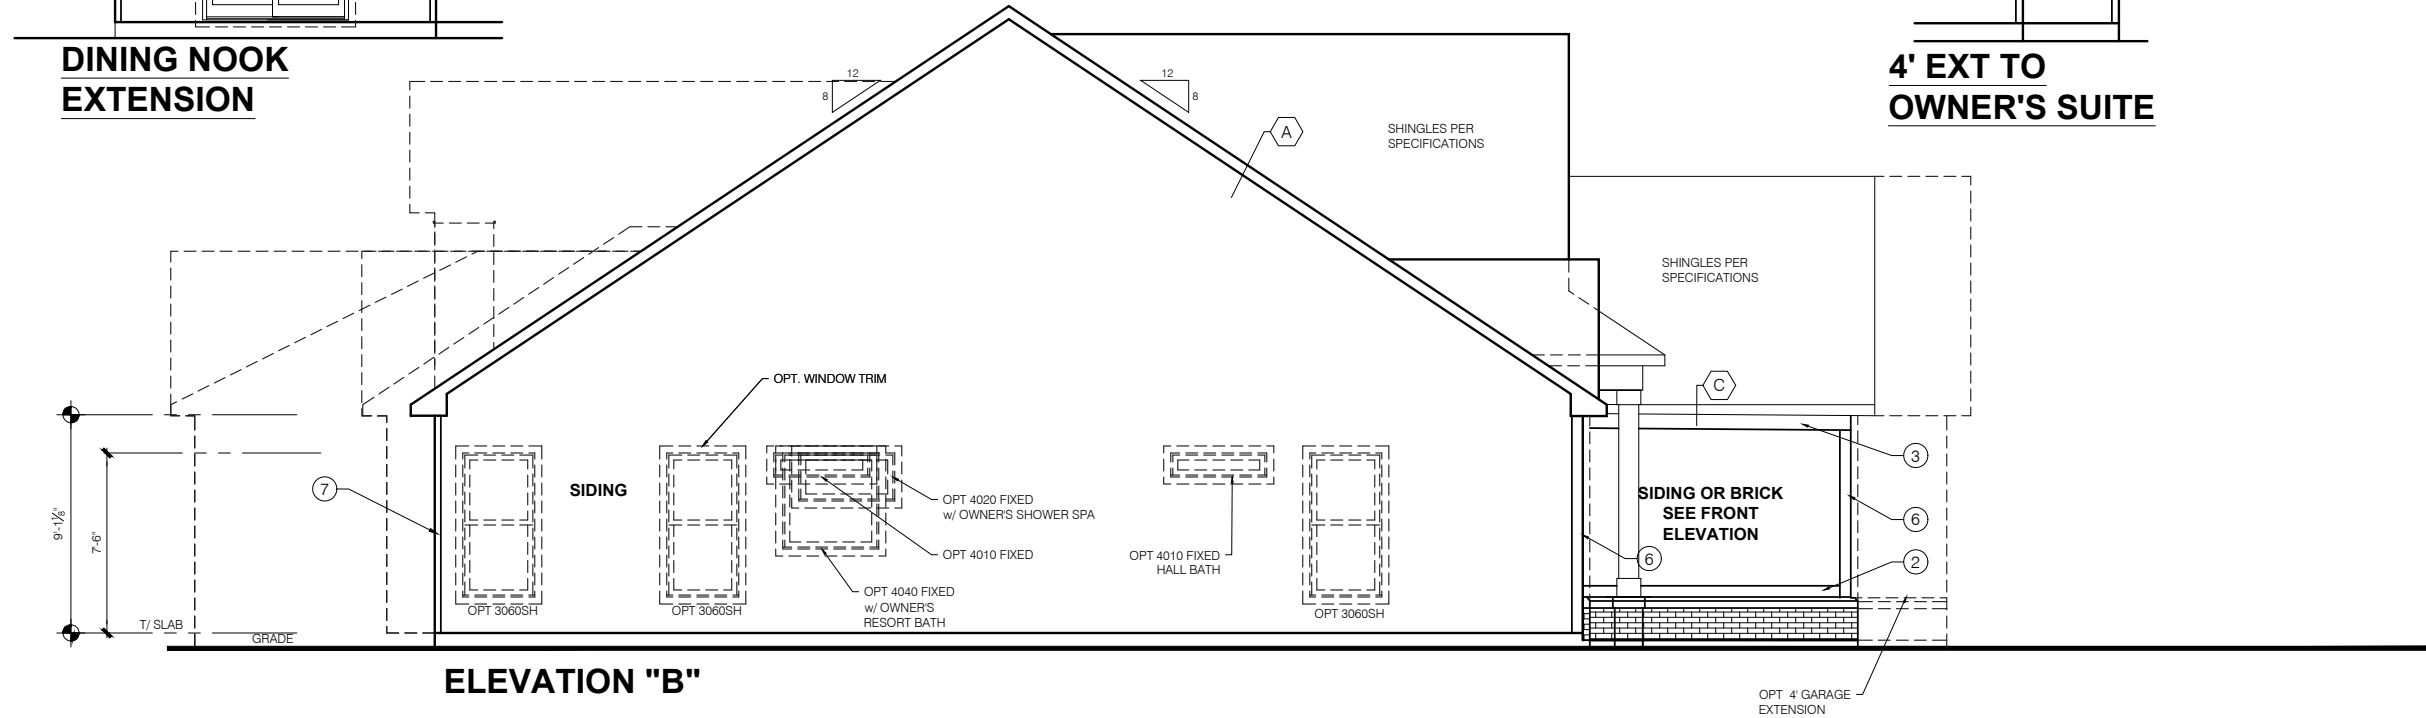 DINING NOOK
EXTENSION
4' EXT TO
OWNER'S SUITE
12
8
12
8
A
SHINGLES PER
SPECIFICATIONS
SHINGLES PER
SPECIFICATIONS
OPT. WINDOW TRIM
C
3
7
SIDING
OPT 4020 FIXED
w/ OWNER'S SHOWER SPA
OPT 4010 FIXED
OPT 4040 FIXED
w/ OWNER'S
RESORT BATH
OPT 4010 FIXED
HALL BATH
SIDING OR BRICK
SEE FRONT
ELEVATION
6
6
2
9'-1⅛"
7'-6"
OPT 3060SH
OPT 3060SH
OPT 3060SH
T/ SLAB
GRADE
ELEVATION "B"
OPT 4' GARAGE
EXTENSION